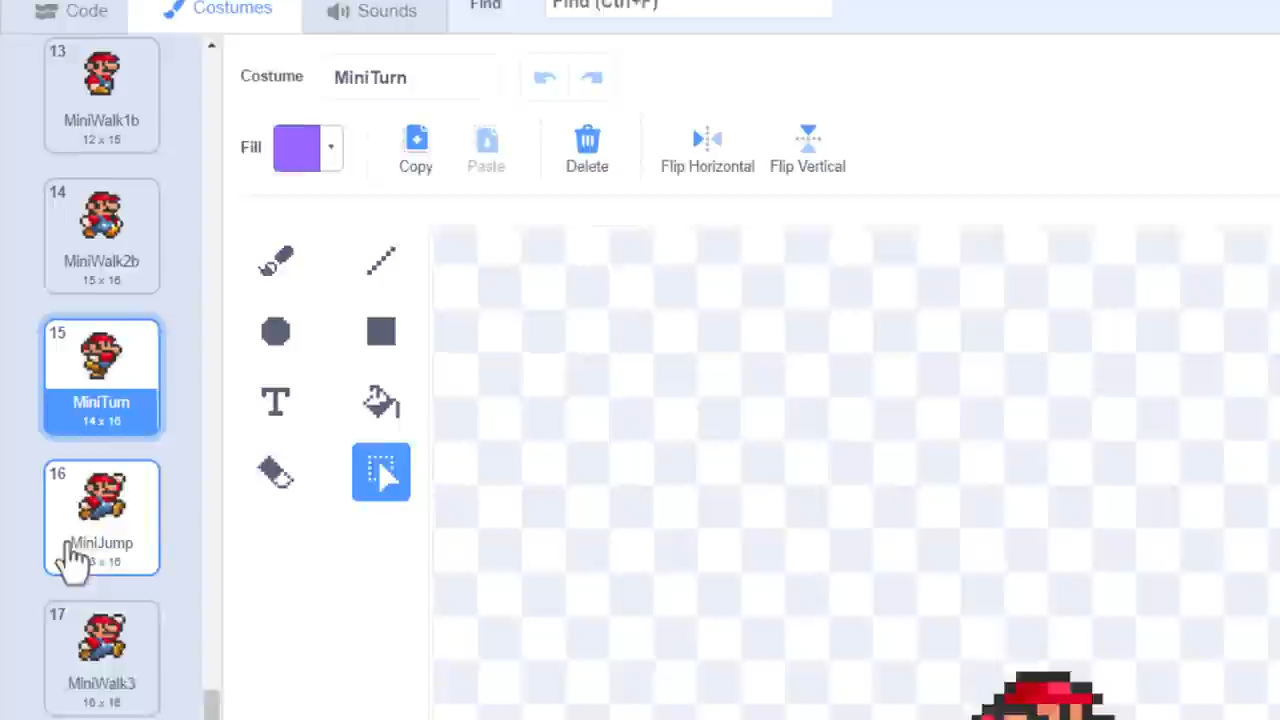 Code
Costumes
Sounds
Find
Find (Ctrl+F)
13
MiniWalk1b
12 x 16
14
MiniWalk2b
15 x 16
15
MiniTurn
14 x 16
16
MiniJump
x 16
17
MiniWalk3
16 x 16
Costume
MiniTurn
Fill
Copy
Paste
Delete
Flip Horizontal
Flip Vertical
T